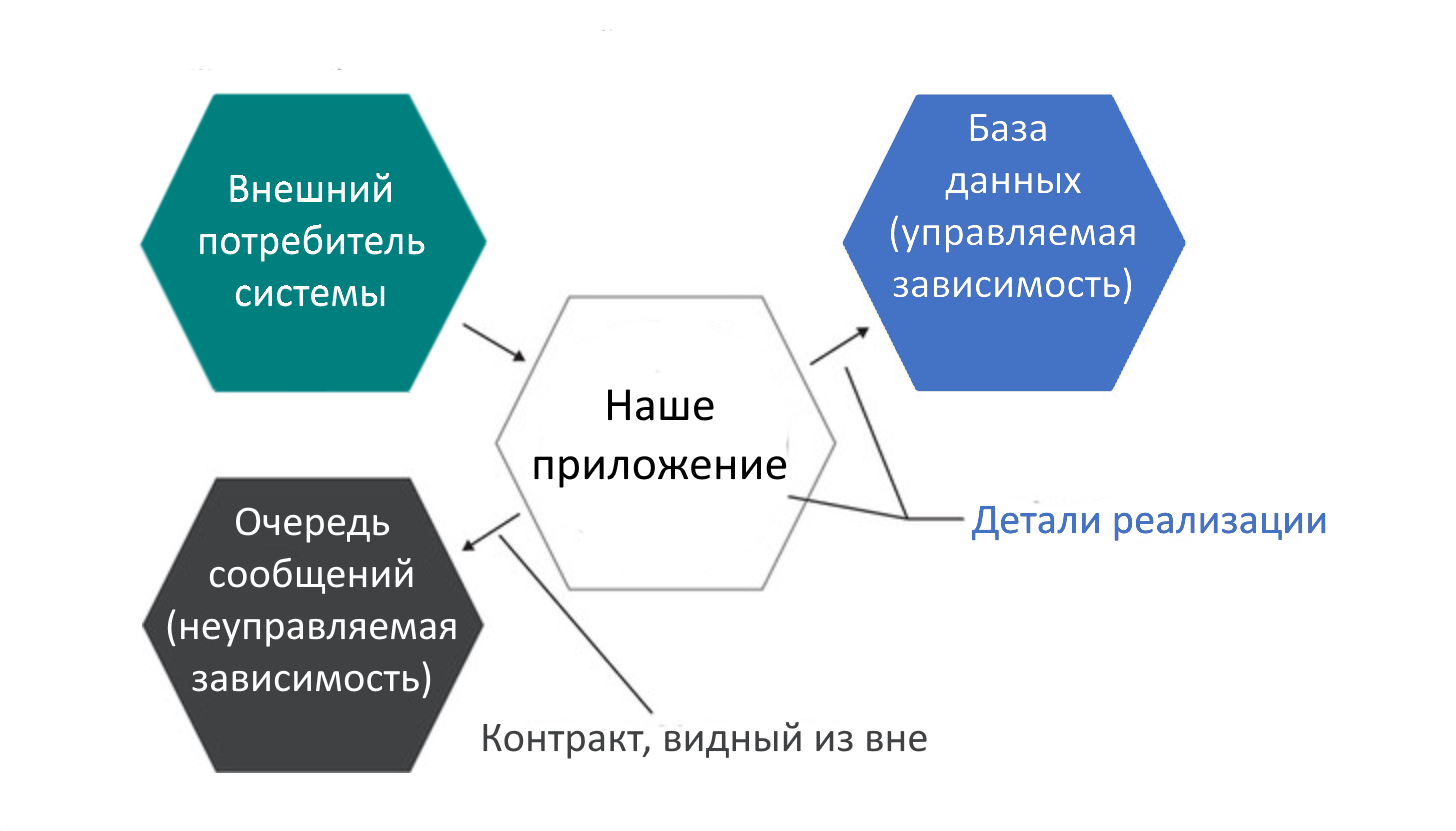 Внешний
потребитель
системы
База
данных
(управляемая
зависимость)
Наше
приложение
Очередь
сообщений
(неуправляемая
зависимость)
Детали реализации
Контракт, видный из вне